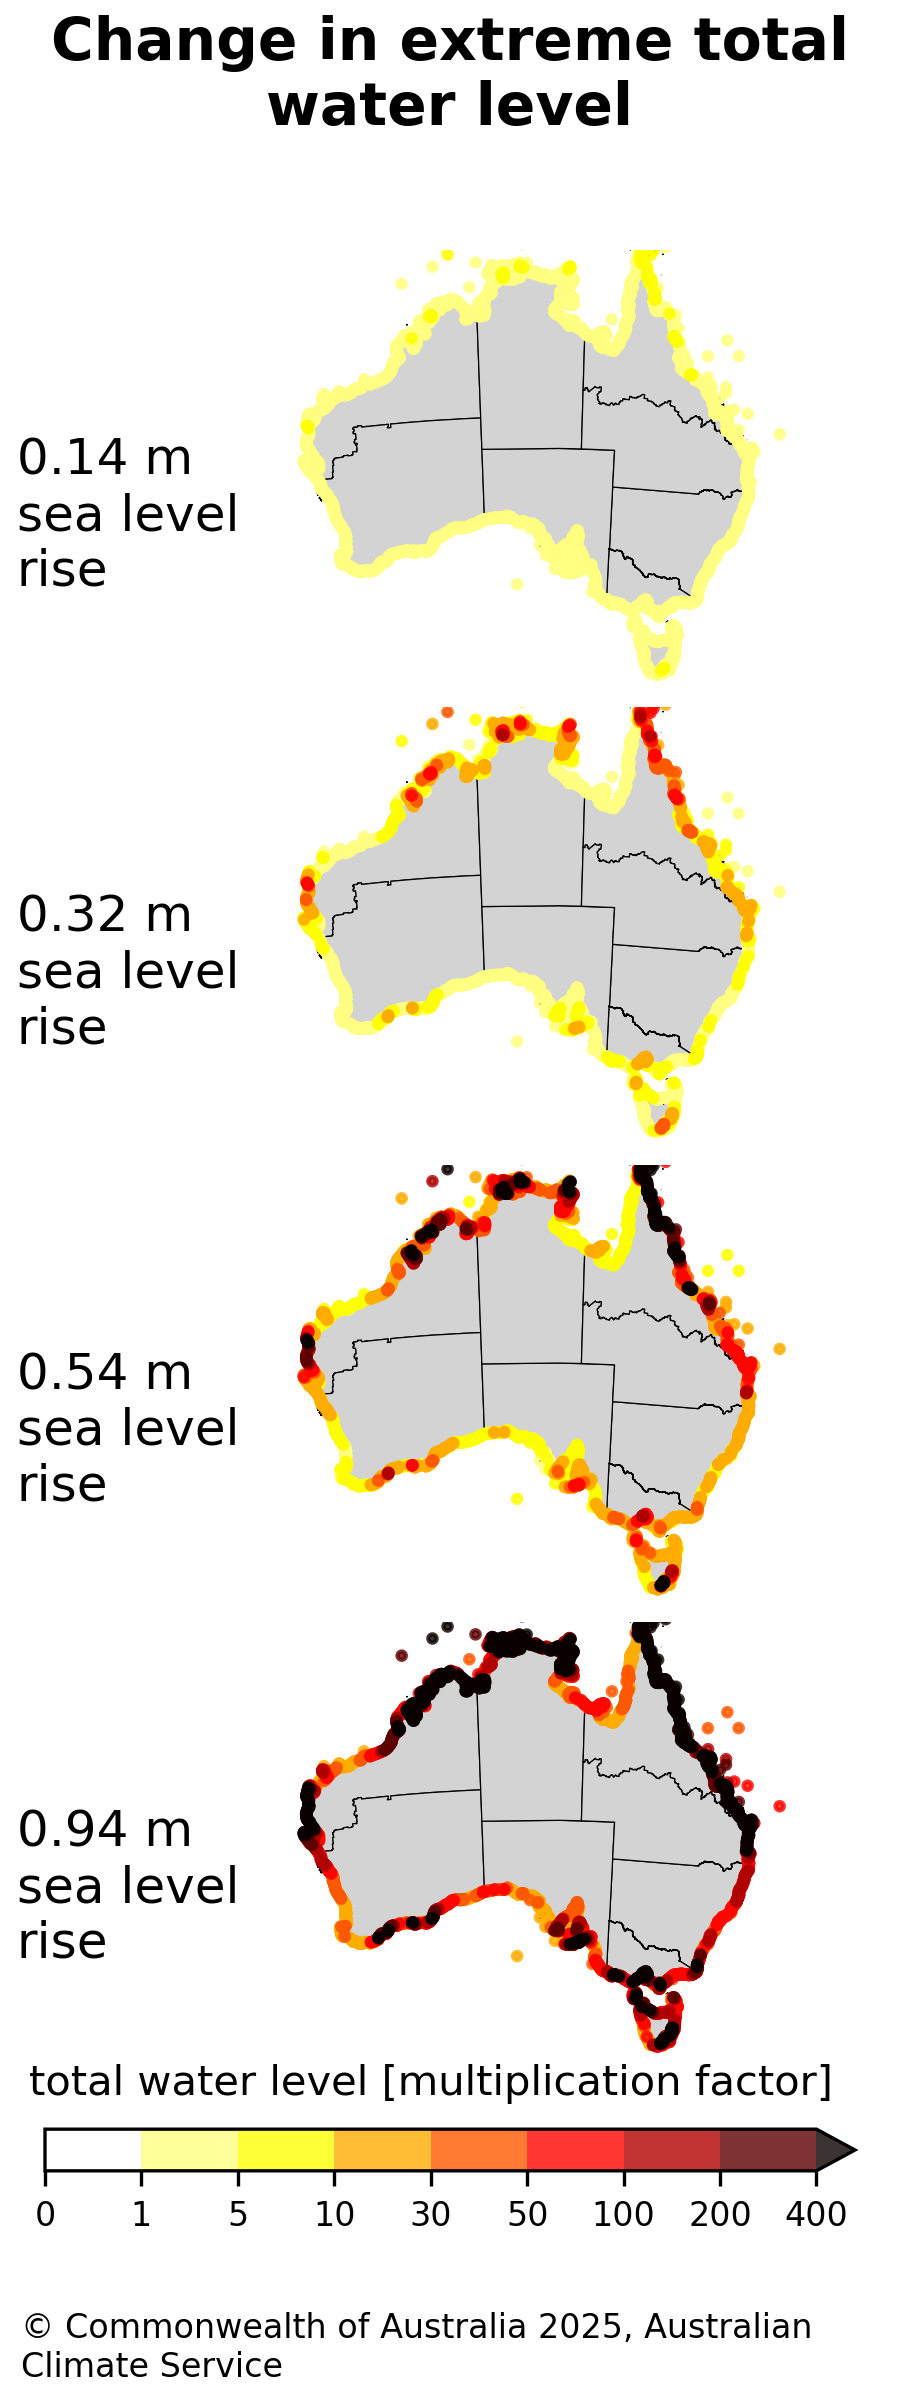 Change in extreme total
water level
0.14 m
sea level
rise
0.32 m
sea level
rise
0.54 m
sea level
rise
0.94 m
sea level
rise
total water level [multiplication factor]
0 1 5 10 30 50 100 200 400
© Commonwealth of Australia 2025, Australian
Climate Service